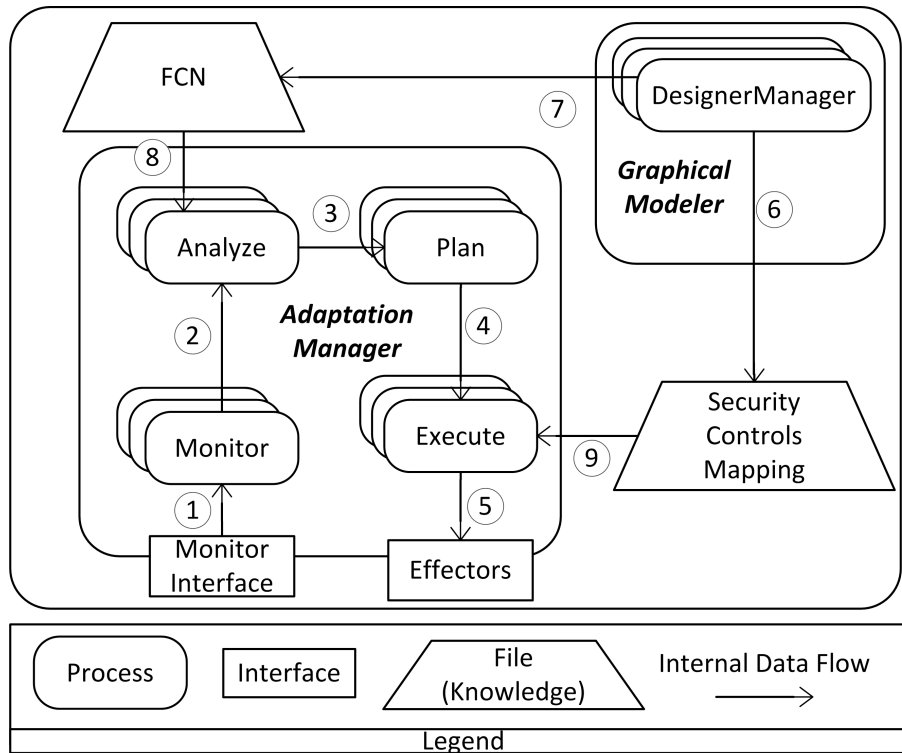 FCN
DesignerManager
7
8
Graphical
Modeler
6
3
Analyze
Plan
2
Adaptation
Manager
4
Security
Controls
Mapping
Monitor
Execute
9
1
5
Monitor
Interface
Effectors
Process
Interface
File
(Knowledge)
Internal Data Flow
Legend